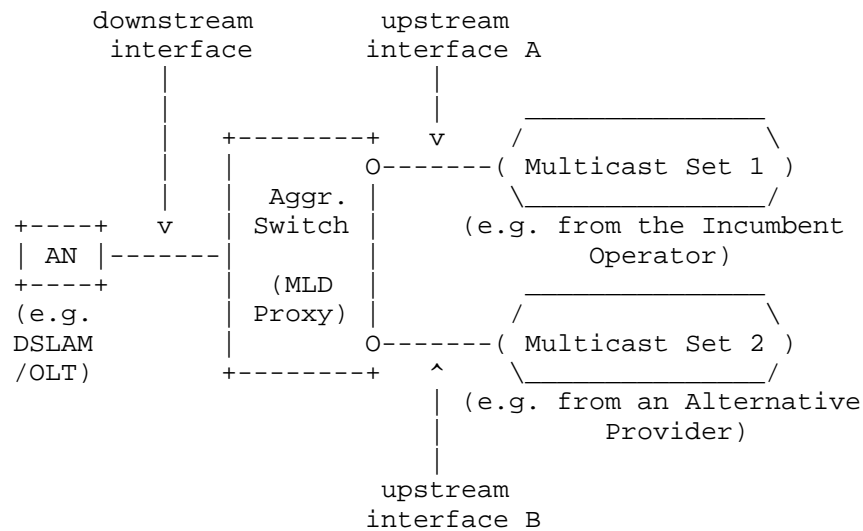 downstream upstream
interface interface A
Multicast Set 1
Aggr.
Switch (e.g. from the Incumbent
AN Operator)
(MLD
(e.g. Proxy)
DSLAM Multicast Set 2
/OLT)
(e.g. from an Alternative
Provider)
upstream
interface B